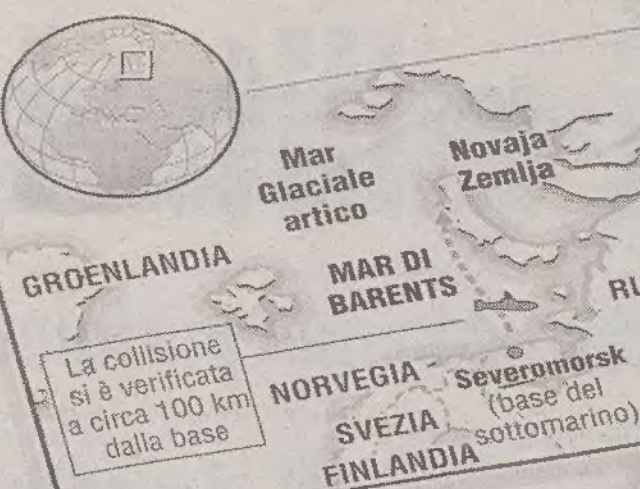 Mar
Glaciale
artico
Novaja
Zemlja
GROENLANDIA
MAR DI
BARENTS
RU
La collisione
si è verificata
a circa 100 km
dalla base
NORVEGIA
Severomorsk
(base del
sottomarino)
SVEZIA
FINLANDIA